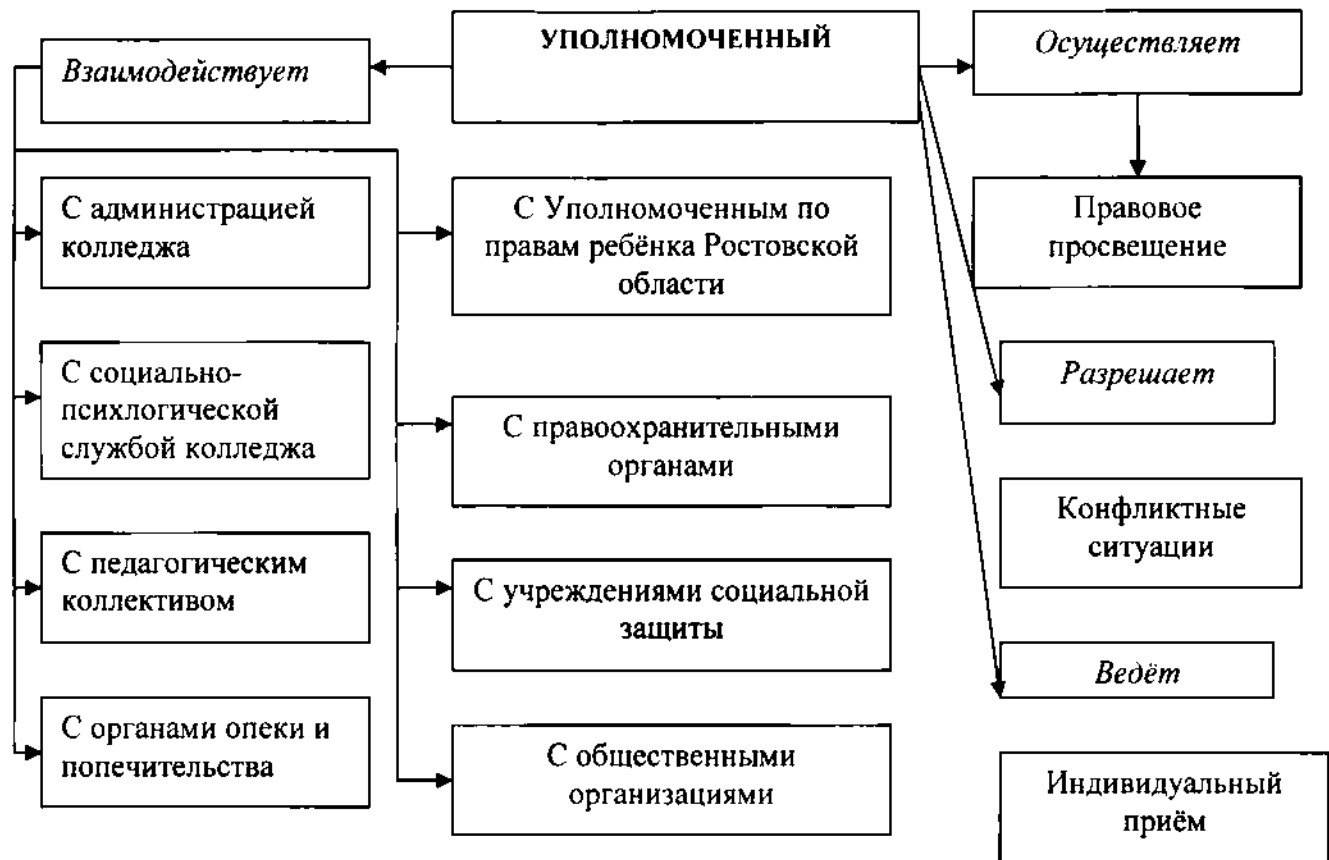 УПОЛНОМОЧЕННЫЙ
Взаимодействует
Осуществляет
С администрацией
колледжа
С социально-
психлогической
службой колледжа
С педагогическим
коллективом
С органами опеки и
попечительства
С Уполномоченным по
правам ребёнка Ростовской
области
С правоохранительными
органами
С учреждениями социальной
защиты
С общественными
организациями
Правовое
просвещение
Разрешает
Конфликтные
ситуации
Ведёт
Индивидуальный
приём